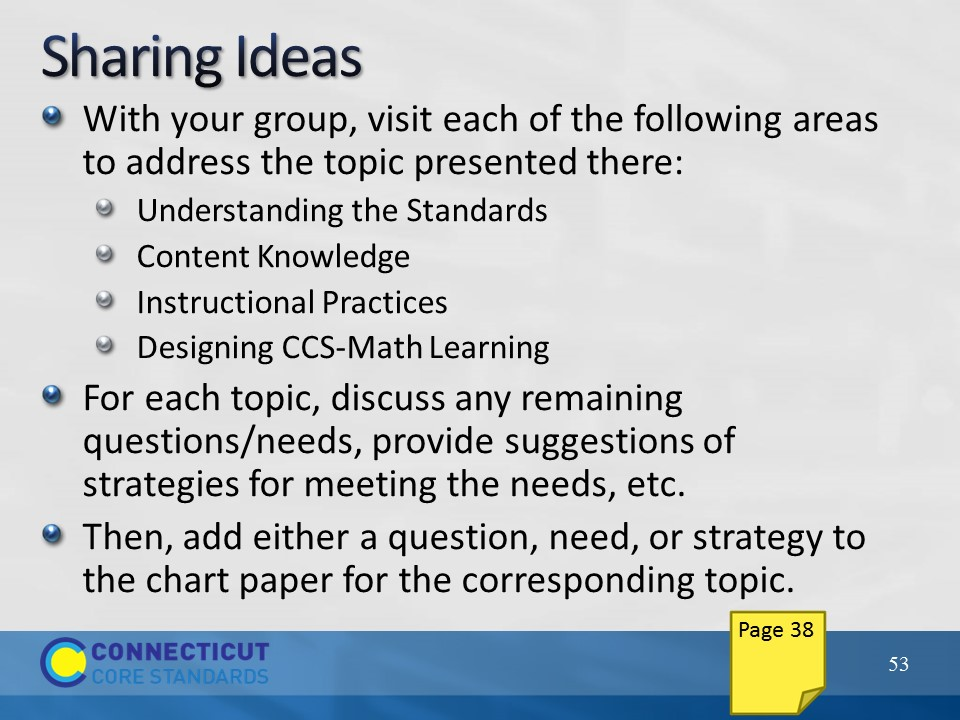 Sharing Ideas
With your group, visit each of the following areas
to address the topic presented there:
Understanding the Standards
Content Knowledge
Instructional Practices
Designing CCS-Math Learning
For each topic, discuss any remaining
questions/needs, provide suggestions of
strategies for meeting the needs, etc.
Then, add either a question, need, or strategy to
the chart paper for the corresponding topic.
Page 38
CONNECTICUT
CORE STANDARDS
53